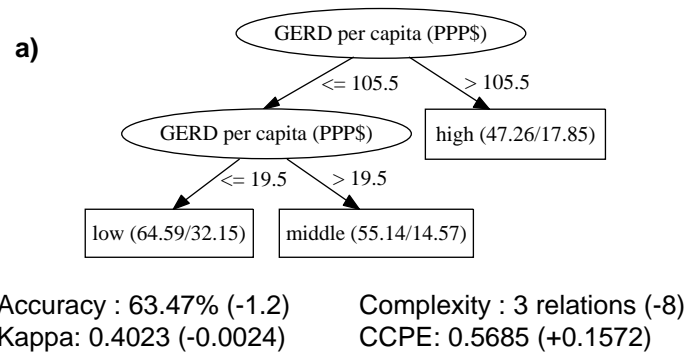 a)
GERD per capita (PPP$)
<= 105.5
> 105.5
GERD per capita (PPP$)
high (47.26/17.85)
<= 19.5
> 19.5
low (64.59/32.15)
middle (55.14/14.57)
Accuracy : 63.47% (-1.2)
Complexity : 3 relations (-8)
Kappa: 0.4023 (-0.0024)
CCPE: 0.5685 (+0.1572)